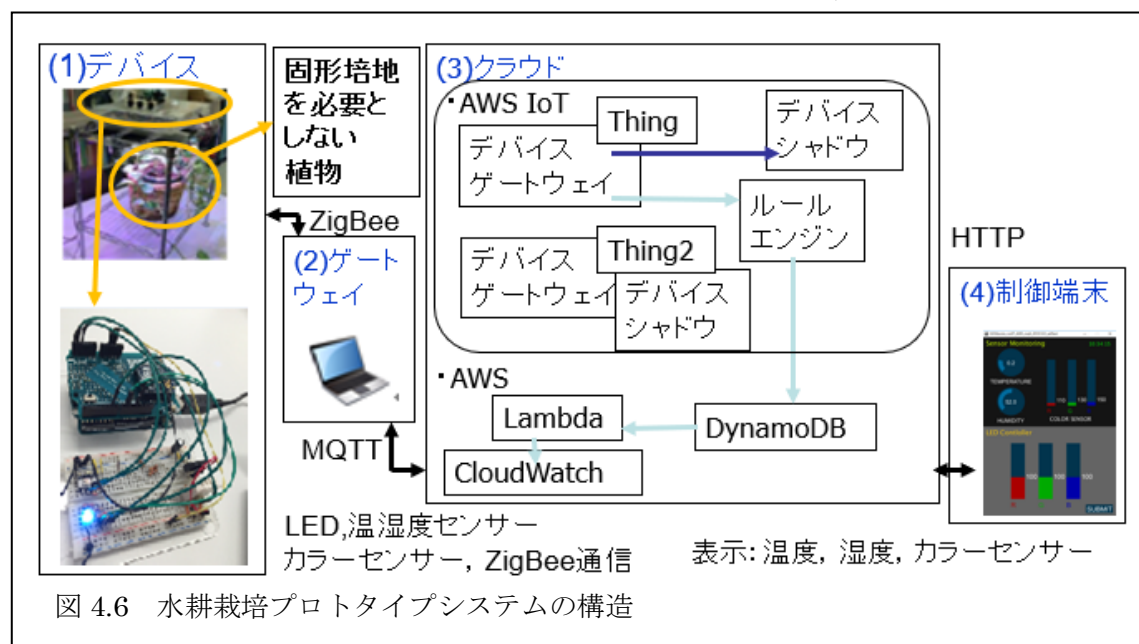 (1)デバイス
固形培地
を必要と
しない
植物
ZigBee
(2)ゲート
ウェイ
MQTT
(3)クラウド
・AWS IoT
Thing
デバイス
ゲートウェイ
デバイス
シャドウ
ルール
エンジン
Thing2
デバイス
ゲートウェイ
デバイス
シャドウ
・AWS
Lambda
DynamoDB
CloudWatch
HTTP
(4)制御端末
Sensor Monitoring
TEMPERATURE
HUMIDITY
COLOR SENSOR
LED Controller
100
100
100
R
SUBMIT
LED,温湿度センサー
カラーセンサー, ZigBee通信
表示: 温度, 湿度, カラーセンサー
図 4.6 水耕栽培プロトタイプシステムの構造